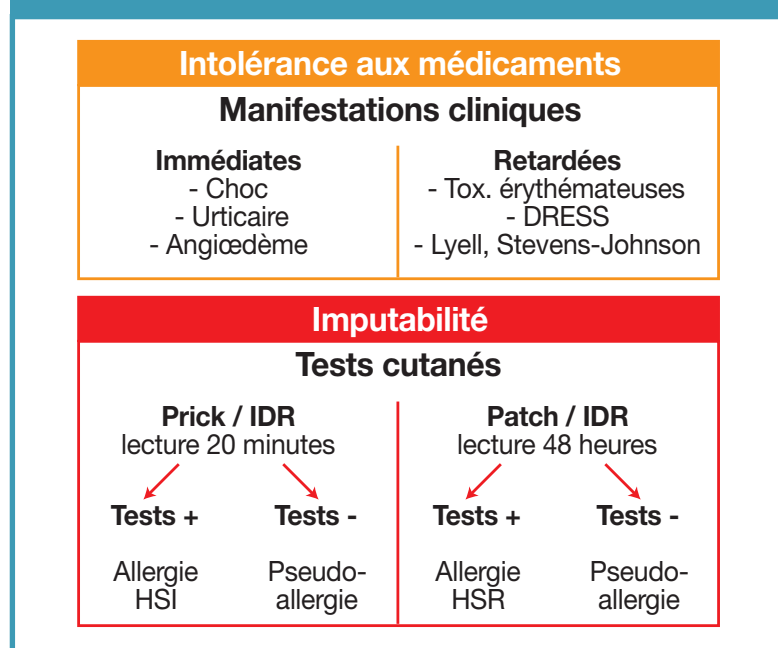 Intolérance aux médicaments
Manifestations cliniques
Immédiates
- Choc
- Urticaire
- Angiœdème
Retardées
- Tox. érythémateuses
- DRESS
- Lyell, Stevens-Johnson
Imputabilité
Tests cutanés
Prick / IDR
lecture 20 minutes
Tests +
Allergie
HSI
Tests -
Pseudo-
allergie
Patch / IDR
lecture 48 heures
Tests +
Allergie
HSR
Tests -
Pseudo-
allergie